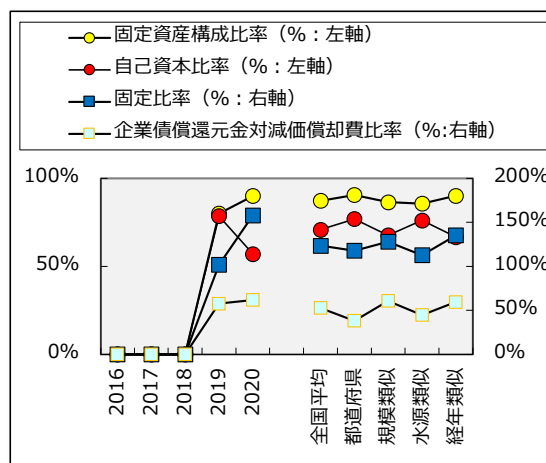 固定資産構成比率（%：左軸）
自己資本比率（%：左軸）
固定比率（%：右軸）
企業債償還元金対減価償却費比率（%:右軸）
100%
50%
0%
200%
150%
100%
50%
0%
2016
2017
2018
2019
2020
全国平均
都道府県
規模類似
水源類似
経年類似